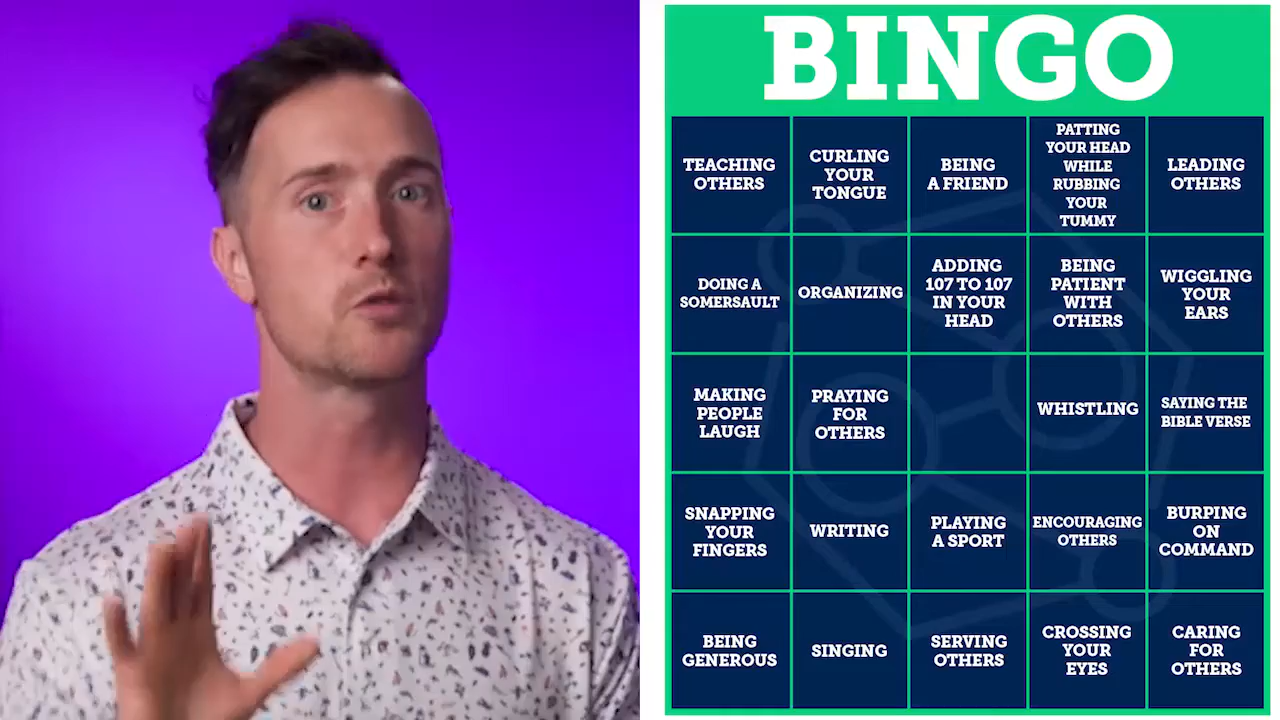 BINGO
TEACHING
OTHERS
CURLING
YOUR
TONGUE
BEING
A FRIEND
PATTING
YOUR HEAD
WHILE
RUBBING
YOUR
TUMMY
LEADING
OTHERS
DOING A
SOMERSAULT
ORGANIZING
ADDING
107 TO 107
IN YOUR
HEAD
BEING
PATIENT
WITH
OTHERS
WIGGLING
YOUR
EARS
MAKING
PEOPLE
LAUGH
PRAYING
FOR
OTHERS
WHISTLING
SAYING THE
BIBLE VERSE
SNAPPING
YOUR
FINGERS
WRITING
PLAYING
A SPORT
ENCOURAGING
OTHERS
BURPING
ON
COMMAND
BEING
GENEROUS
SINGING
SERVING
OTHERS
CROSSING
YOUR
EYES
CARING
FOR
OTHERS